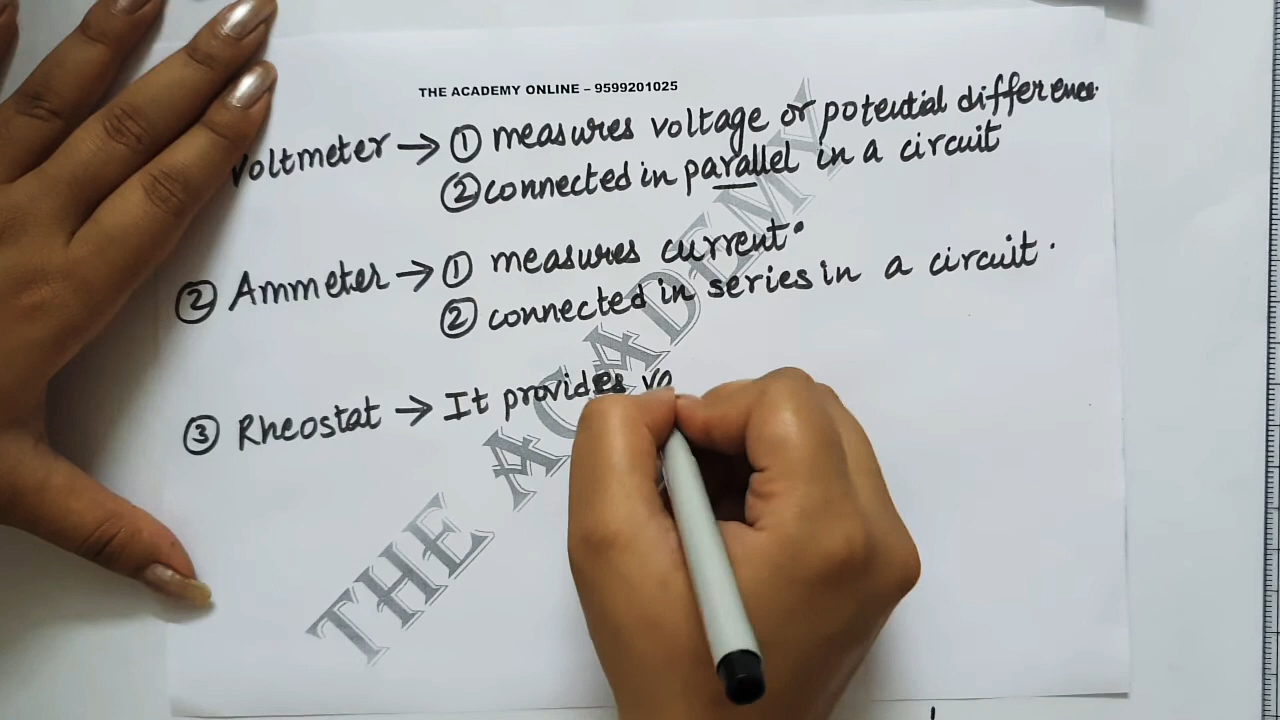 THE ACADEMY ONLINE – 9599201025
voltmeter → ① measures voltage or potential difference.
② connected in parallel in a circuit
② Ammeter → ① measures current.
② connected in series in a circuit.
③ Rheostat → It provides va
THE ACADEMY